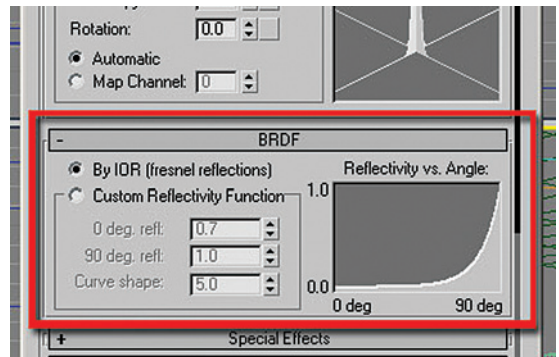 Rotation: 0.0
Automatic
Map Channel: 0
- BRDF
By IOR (fresnel reflections)
Custom Reflectivity Function
0 deg. refl: 0.7
90 deg. refl: 1.0
Curve shape: 5.0
Reflectivity vs. Angle:
1.0
0.0
0 deg 90 deg
+ Special Effects